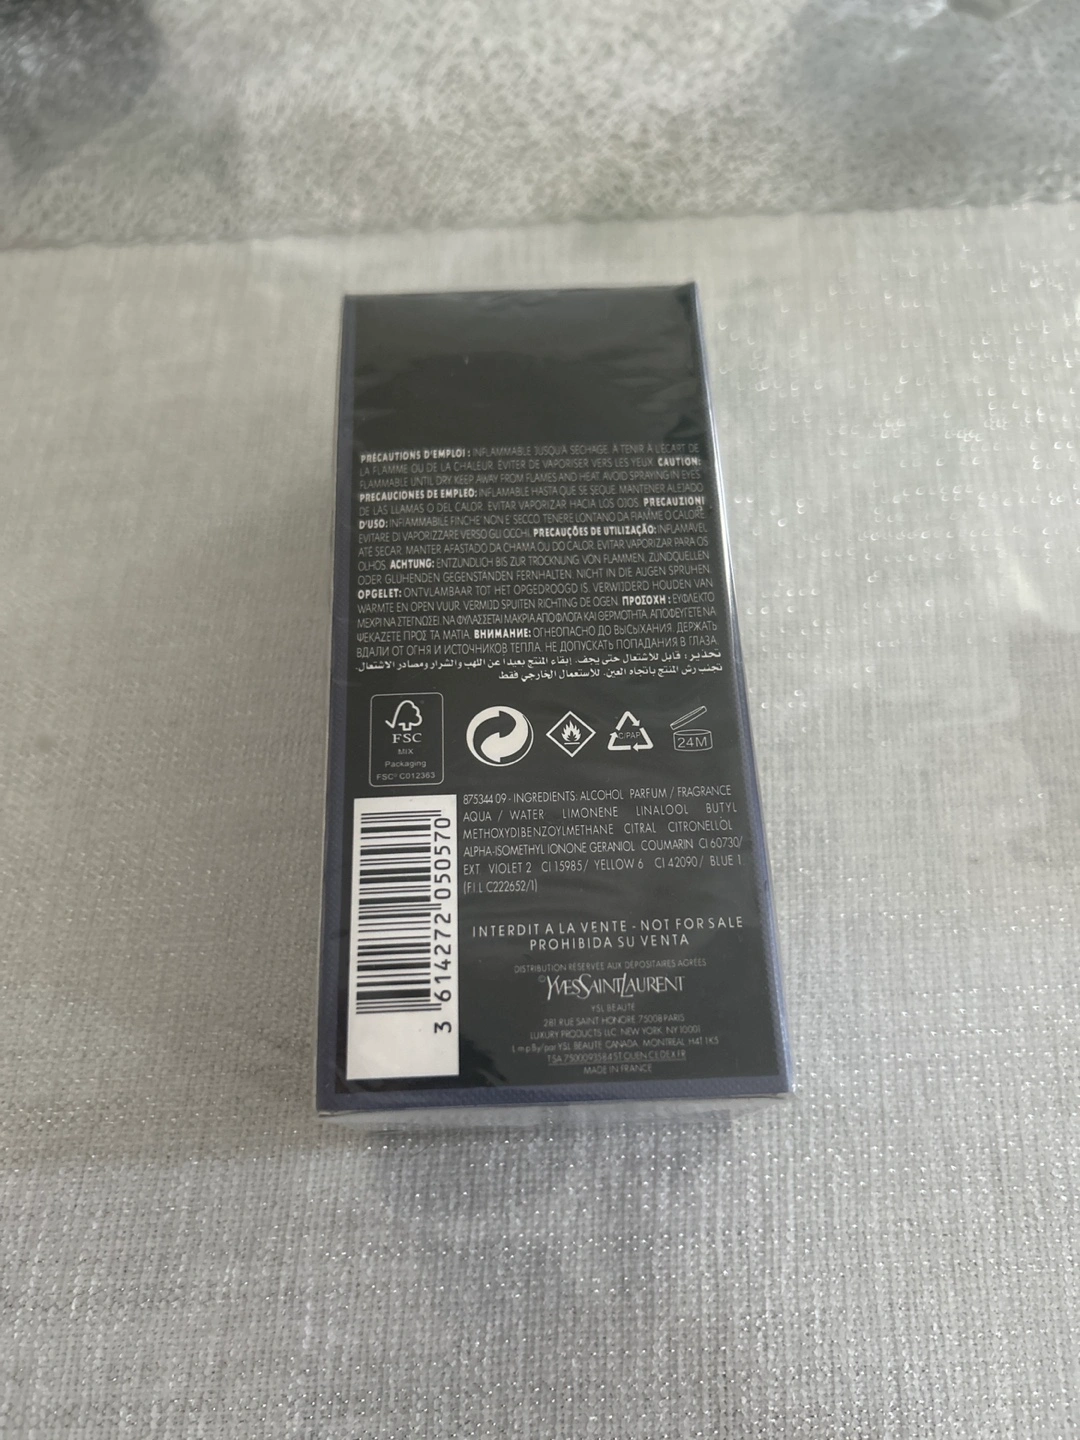 PRÉCAUTIONS D'EMPLOI : INFLAMMABLE JUSQU'À SÉCHAGE. À TENIR À L'ÉCART DE
LA FLAMME OU DE LA CHALEUR. ÉVITER DE VAPORISER VERS LES YEUX. CAUTION:
FLAMMABLE UNTIL DRY. KEEP AWAY FROM FLAMES AND HEAT. AVOID SPRAYING IN EYES.
PRECAUCIONES DE EMPLEO: INFLAMABLE HASTA QUE SE SEQUE. MANTENER ALEJADO
DE LAS LLAMAS O DEL CALOR. EVITAR VAPORIZAR HACIA LOS OJOS. PRECAUZIONI
D'USO: INFIAMMABILE FINCHÉ NON È SECCO. TENERE LONTANO DA FIAMME O CALORE.
EVITARE DI VAPORIZZARE VERSO GLI OCCHI. PRECAUÇÕES DE UTILIZAÇÃO: INFLAMÁVEL
ATÉ SECAR. MANTER AFASTADO DA CHAMA OU DO CALOR. EVITAR VAPORIZAR PARA OS
OLHOS. ACHTUNG: ENTZÜNDLICH BIS ZUR TROCKNUNG. VON FLAMMEN, ZÜNDQUELLEN
ODER GLÜHENDEN GEGENSTÄNDEN FERNHALTEN. NICHT IN DIE AUGEN SPRÜHEN.
OPGELET: ONTVLAMBAAR TOT HET OPGEDROOGD IS. VERWIJDERD HOUDEN VAN
WARMTE EN OPEN VUUR. VERMIJD SPUITEN RICHTING DE OGEN. ΠΡΟΣΟΧΗ : ΕΥΦΛΕΚΤΟ
ΜΕΧΡΙ ΝΑ ΣΤΕΓΝΩΣΕΙ. ΝΑ ΦΥΛΑΣΣΕΤΑΙ ΜΑΚΡΙΑ ΑΠΟ ΦΛΟΓΑ ΚΑΙ ΘΕΡΜΟΤΗΤΑ. ΑΠΟΦΕΥΓΕΤΕ ΝΑ
ΨΕΚΑΖΕΤΕ ΠΡΟΣ ΤΑ ΜΑΤΙΑ. ВНИМАНИЕ: ОГНЕОПАСНО ДО ВЫСЫХАНИЯ. ДЕРЖАТЬ
ВДАЛИ ОТ ОГНЯ И ИСТОЧНИКОВ ТЕПЛА. НЕ ДОПУСКАТЬ ПОПАДАНИЯ В ГЛАЗА.
تحذير: قابل للاشتعال حتى يجف. إبقاء المنتج بعيدا عن اللهب والشرار ومصادر الاشتعال.
تجنب رش المنتج باتجاه العين. للاستعمال الخارجي فقط
FSC
MIX
Packaging
FSC® C012363
C/PAP
24M
875344 09 - INGREDIENTS: ALCOHOL PARFUM / FRAGRANCE
AQUA / WATER LIMONENE LINALOOL BUTYL
METHOXYDIBENZOYLMETHANE CITRAL CITRONELLOL
ALPHA-ISOMETHYL IONONE GERANIOL COUMARIN CI 60730/
EXT. VIOLET 2 CI 15985/ YELLOW 6 CI 42090/ BLUE 1
(F.I.L. C222652/1)
3 614272 050570
INTERDIT A LA VENTE - NOT FOR SALE
PROHIBIDA SU VENTA
DISTRIBUTION RÉSERVÉE AUX DÉPOSITAIRES AGRÉÉS
©YVESSAINTLAURENT
YSL BEAUTÉ
281 RUE SAINT HONORÉ 75008 PARIS
LUXURY PRODUCTS LLC, NEW YORK, NY 10001
Imp By/par YSL BEAUTÉ CANADA, MONTRÉAL H4T 1K5
TSA 75000 93584 ST OUEN CEDEX FR
MADE IN FRANCE